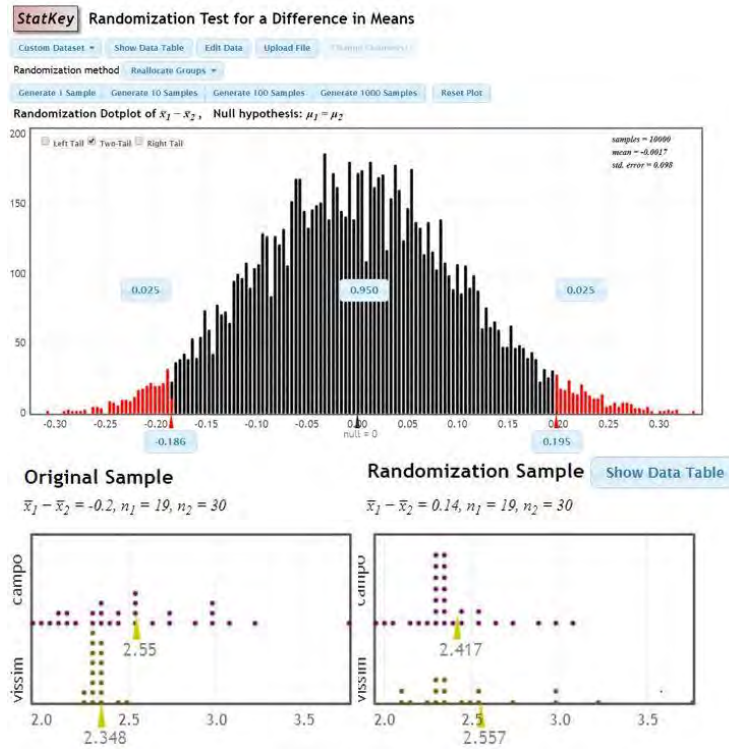 StatKey Randomization Test for a Difference in Means
Custom Dataset Show Data Table Edit Data Upload File
Randomization method Reallocate Groups
Generate 1 Sample Generate 10 Samples Generate 100 Samples Generate 1000 Samples Reset Plot
Randomization Dotplot of x̄1 − x̄2 , Null hypothesis: μ1 = μ2
200
Left Tail Two-Tail Right Tail
samples = 10000
mean = -0.0017
std. error = 0.098
150
100
0.025 0.950 0.025
50
0
-0.30 -0.25 -0.20 -0.15 -0.10 -0.05 0.00 0.05 0.10 0.15 0.20 0.25 0.30
null = 0
-0.186 0.195
Original Sample
x̄1 − x̄2 = -0.2, n1 = 19, n2 = 30
campo
2.55
vissim
2.0 2.5 3.0 3.5
2.348
Randomization Sample Show Data Table
x̄1 − x̄2 = 0.14, n1 = 19, n2 = 30
campo
2.417
vissim
2.0 2.5 3.0 3.5
2.557